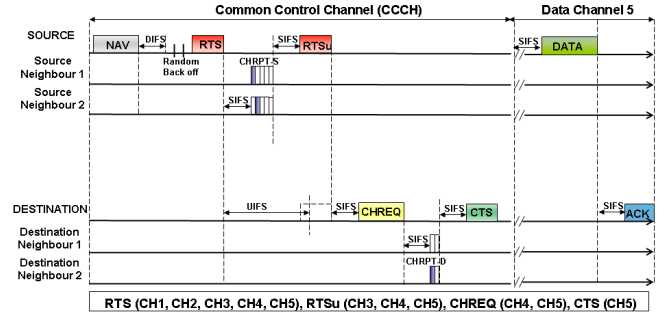 Common Control Channel (CCCH)
Data Channel 5
SOURCE
NAV
DIFS
RTS
SIFS
RTSu
SIFS
DATA
Random
Back off
Source
Neighbour 1
CHRPT-S
Source
Neighbour 2
SIFS
DESTINATION
UIFS
SIFS
CHREQ
SIFS
CTS
SIFS
ACK
Destination
Neighbour 1
SIFS
Destination
Neighbour 2
CHRPT-D
RTS (CH1, CH2, CH3, CH4, CH5), RTSu (CH3, CH4, CH5), CHREQ (CH4, CH5), CTS (CH5)